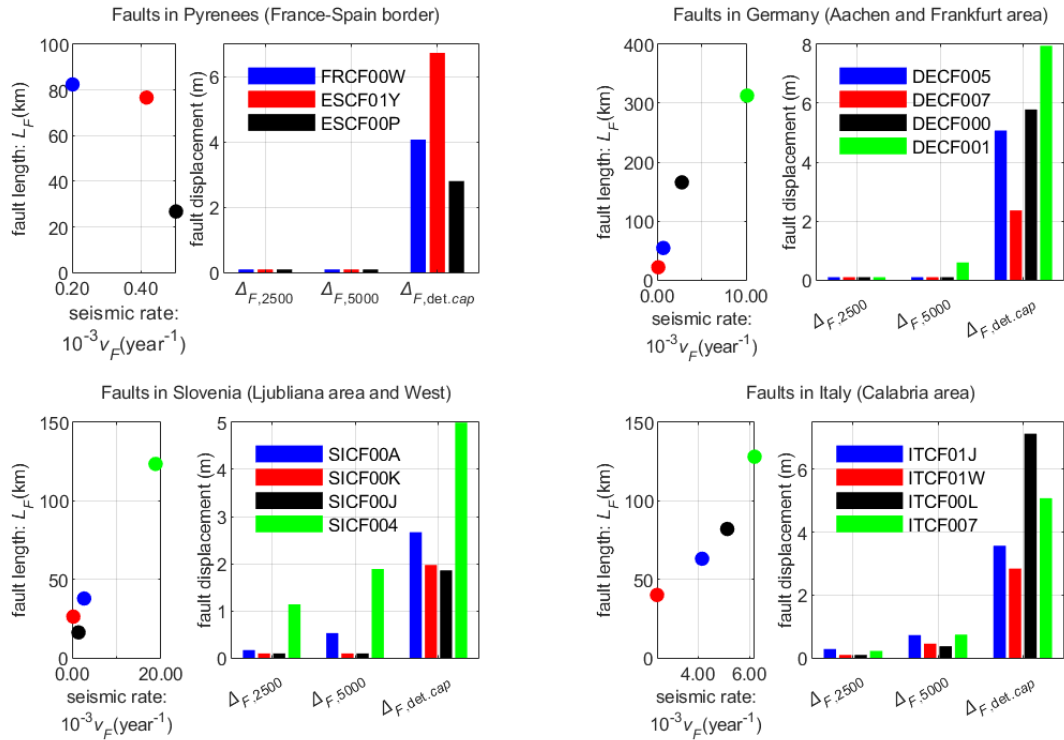 Faults in Pyrenees (France-Spain border)
fault length: L_F(km)
100
80
60
40
20
0
0.20 0.40
seismic rate:
10^-3 v_F(year^-1)
fault displacement (m)
6
4
2
0
FRCF00W
ESCF01Y
ESCF00P
Δ_F,2500 Δ_F,5000 Δ_F,det.cap
Faults in Germany (Aachen and Frankfurt area)
fault length: L_F(km)
400
300
200
100
0
0.00 10.00
seismic rate:
10^-3 v_F(year^-1)
fault displacement (m)
8
6
4
2
0
DECF005
DECF007
DECF000
DECF001
Δ_F,2500 Δ_F,5000 Δ_F,det.cap
Faults in Slovenia (Ljubliana area and West)
fault length: L_F(km)
150
100
50
0
0.00 20.00
seismic rate:
10^-3 v_F(year^-1)
fault displacement (m)
5
4
3
2
1
0
SICF00A
SICF00K
SICF00J
SICF004
Δ_F,2500 Δ_F,5000 Δ_F,det.cap
Faults in Italy (Calabria area)
fault length: L_F(km)
150
100
50
0
4.00 6.00
seismic rate:
10^-3 v_F(year^-1)
fault displacement (m)
6
4
2
0
ITCF01J
ITCF01W
ITCF00L
ITCF007
Δ_F,2500 Δ_F,5000 Δ_F,det.cap